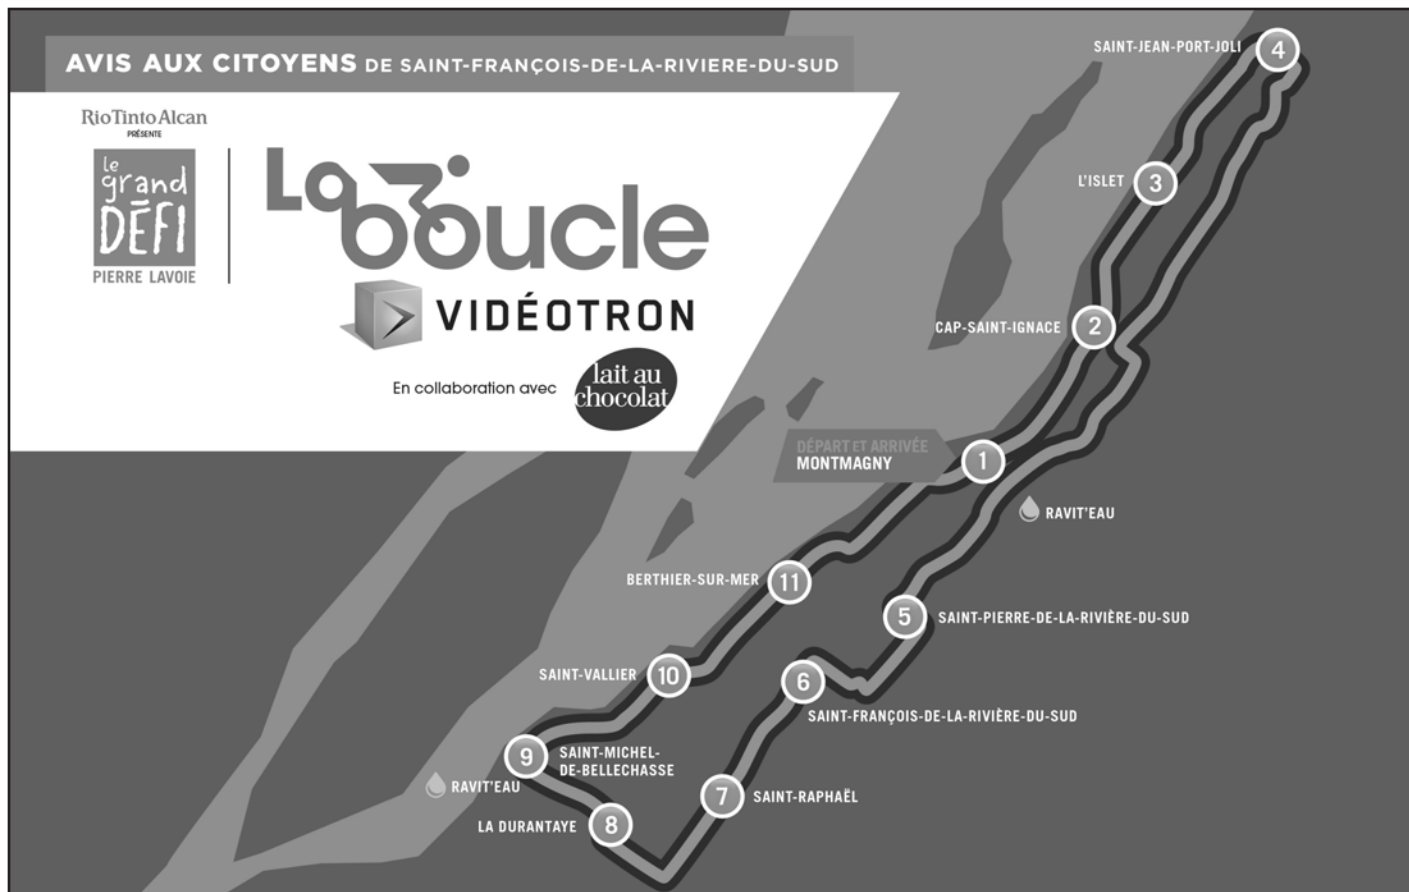 AVIS AUX CITOYENS DE SAINT-FRANÇOIS-DE-LA-RIVIERE-DU-SUD
RioTintoAlcan
PRÉSENTE
le
grand
DÉFI
PIERRE LAVOIE
La
boucle
VIDÉOTRON
En collaboration avec
lait au
chocolat
SAINT-JEAN-PORT-JOLI
4
L'ISLET
3
CAP-SAINT-IGNACE
2
DÉPART ET ARRIVÉE
MONTMAGNY
1
RAVIT'EAU
BERTHIER-SUR-MER
11
5
SAINT-PIERRE-DE-LA-RIVIÈRE-DU-SUD
SAINT-VALLIER
10
6
SAINT-FRANÇOIS-DE-LA-RIVIÈRE-DU-SUD
9
SAINT-MICHEL-
DE-BELLECHASSE
RAVIT'EAU
7
SAINT-RAPHAËL
LA DURANTAYE
8